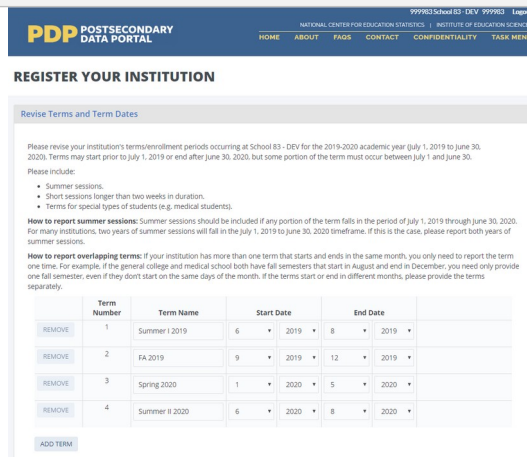 999983 School 83 - DEV 999983 Logo
NATIONAL CENTER FOR EDUCATION STATISTICS | INSTITUTE OF EDUCATION SCIENC
PDP POSTSECONDARY
DATA PORTAL
HOME ABOUT FAQS CONTACT CONFIDENTIALITY TASK MEN
REGISTER YOUR INSTITUTION
Revise Terms and Term Dates
Please revise your institution's terms/enrollment periods occurring at School 83 - DEV for the 2019-2020 academic year (July 1, 2019 to June 30,
2020). Terms may start prior to July 1, 2019 or end after June 30, 2020, but some portion of the term must occur between July 1 and June 30.
Please include:
• Summer sessions.
• Short sessions longer than two weeks in duration.
• Terms for special types of students (e.g. medical students).
How to report summer sessions: Summer sessions should be included if any portion of the term falls in the period of July 1, 2019 through June 30, 2020.
For many institutions, two years of summer sessions will fall in the July 1, 2019 to June 30, 2020 timeframe. If this is the case, please report both years of
summer sessions.
How to report overlapping terms: If your institution has more than one term that starts and ends in the same month, you only need to report the term
one time. For example, if the general college and medical school both have fall semesters that start in August and end in December, you need only provide
one fall semester, even if they don't start on the same days of the month. If the terms start or end in different months, please provide the terms
separately.
Term Number Term Name Start Date End Date
REMOVE 1 Summer I 2019 6 2019 8 2019
REMOVE 2 FA 2019 9 2019 12 2019
REMOVE 3 Spring 2020 1 2020 5 2020
REMOVE 4 Summer II 2020 6 2020 8 2020
ADD TERM